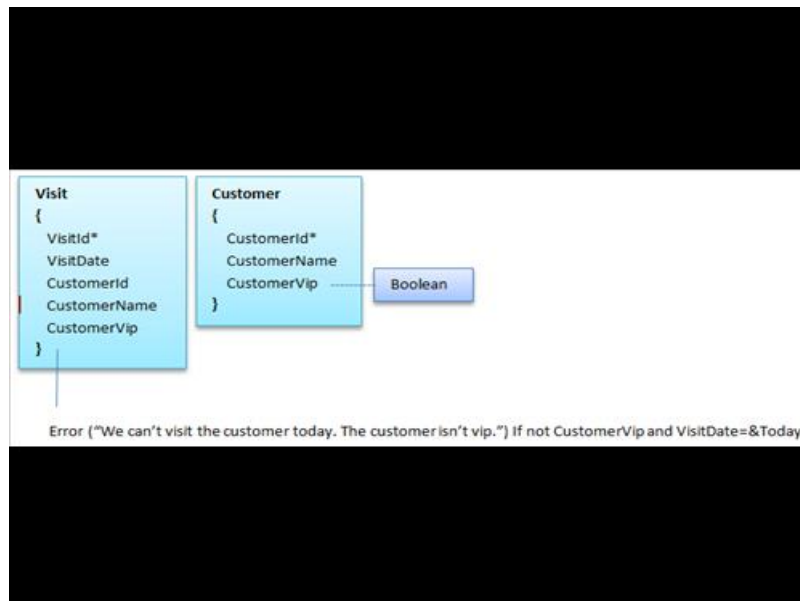 Visit
{
VisitId*
VisitDate
CustomerId
CustomerName
CustomerVip
}
Customer
{
CustomerId*
CustomerName
CustomerVip
}
Boolean
Error (“We can’t visit the customer today. The customer isn’t vip.”) If not CustomerVip and VisitDate=&Today